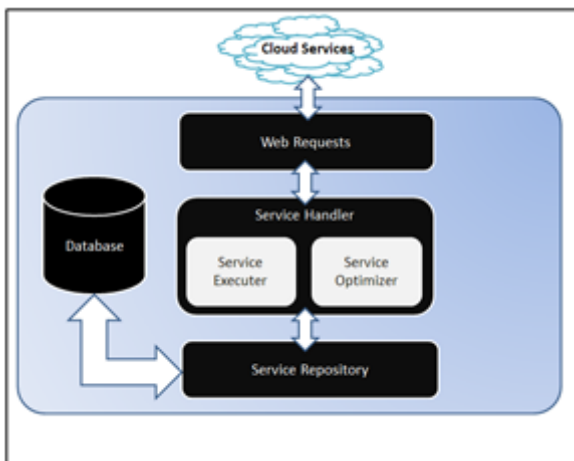 Cloud Services
Web Requests
Service Handler
Database
Service
Executer
Service
Optimizer
Service Repository